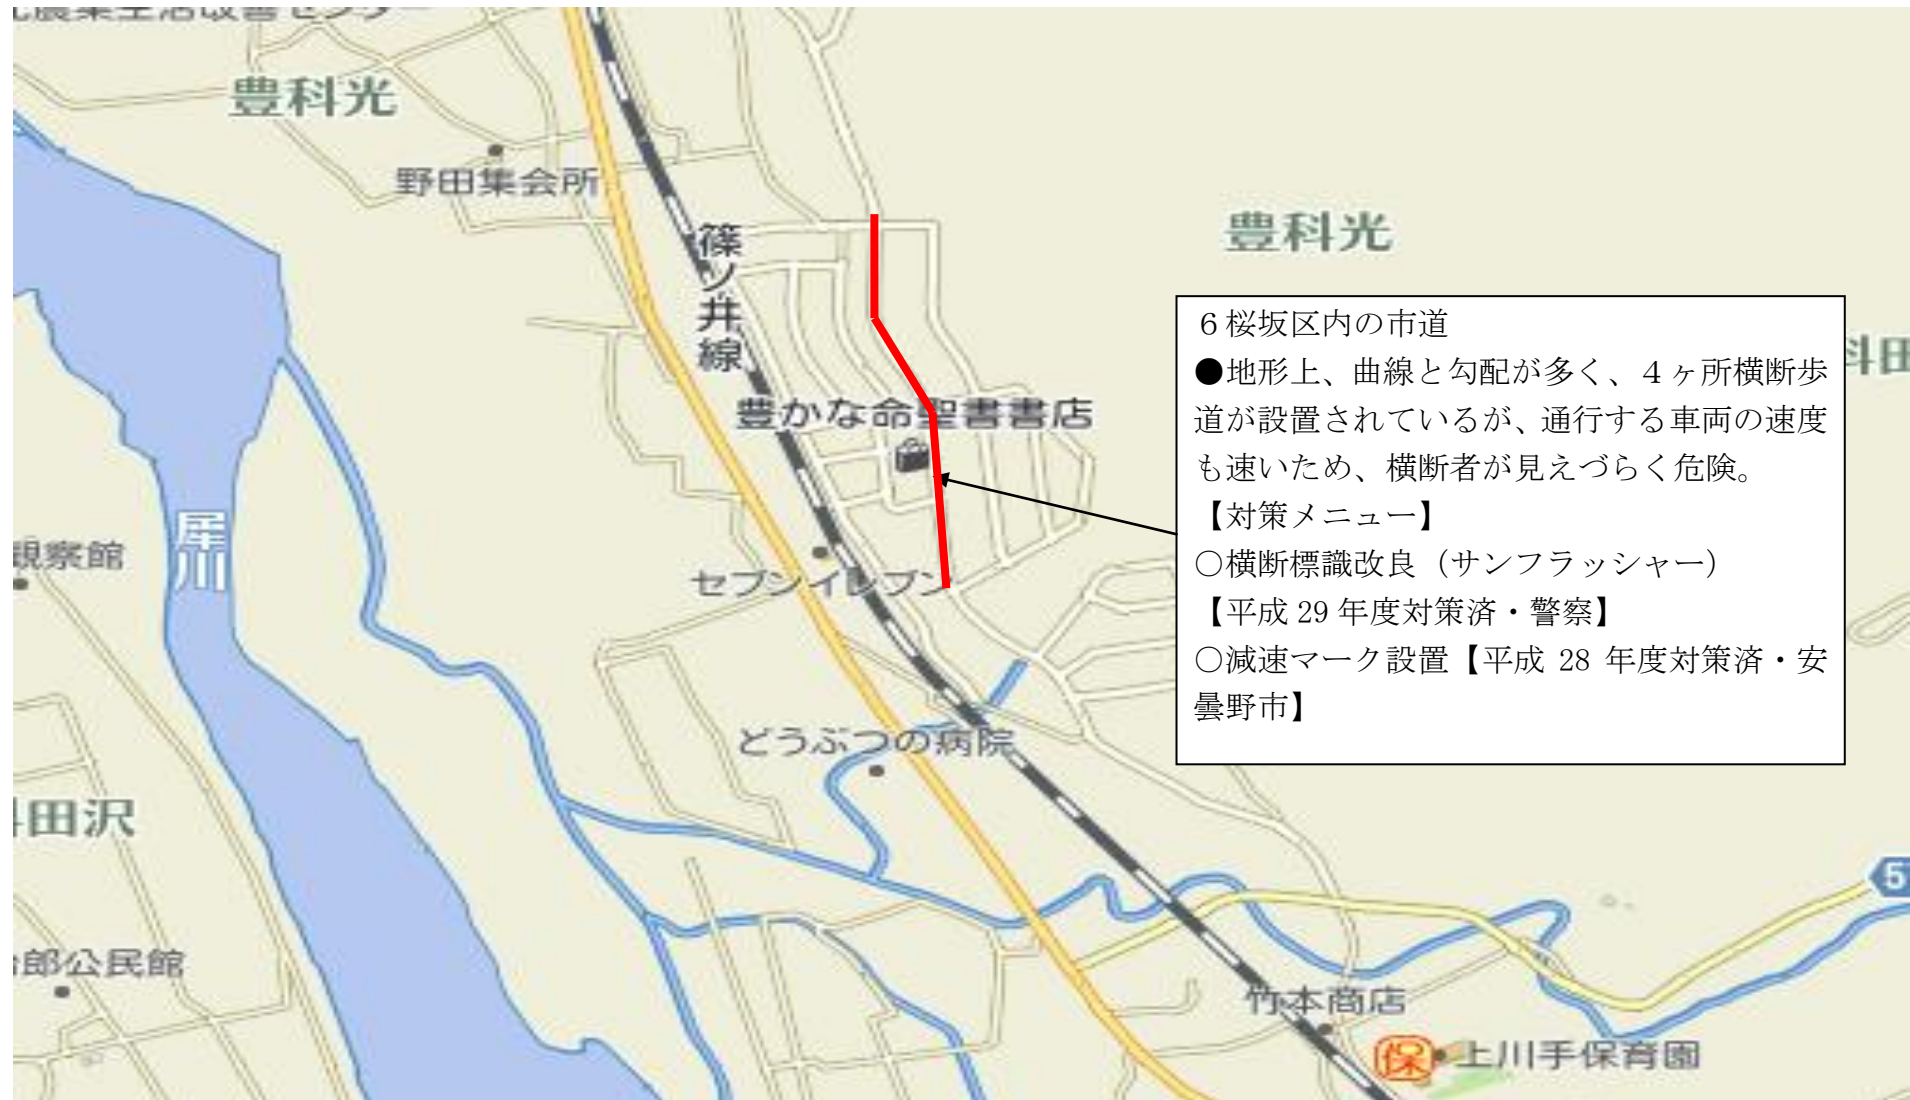 豊科光
野田集会所
篠ノ井線
豊科光
6桜坂区内の市道
●地形上、曲線と勾配が多く、4ヶ所横断歩
道が設置されているが、通行する車両の速度
も速いため、横断者が見えづらく危険。
【対策メニュー】
○横断標識改良（サンフラッシャー）
【平成 29 年度対策済・警察】
○減速マーク設置【平成 28 年度対策済・安
曇野市】
豊かな命聖書書店
犀川
観察館
セブンイレブン
どうぶつの病院
田沢
郎公民館
5
竹本商店
保
上川手保育園